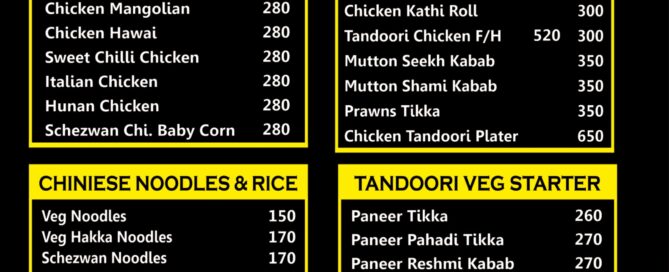 Chicken Mangolian 280
Chicken Hawai 280
Sweet Chilli Chicken 280
Italian Chicken 280
Hunan Chicken 280
Schezwan Chi. Baby Corn 280
Chicken Kathi Roll 300
Tandoori Chicken F/H 520 300
Mutton Seekh Kabab 350
Mutton Shami Kabab 350
Prawns Tikka 350
Chicken Tandoori Plater 650
CHINIESE NOODLES & RICE
Veg Noodles 150
Veg Hakka Noodles 170
Schezwan Noodles 170
TANDOORI VEG STARTER
Paneer Tikka 260
Paneer Pahadi Tikka 270
Paneer Reshmi Kabab 270